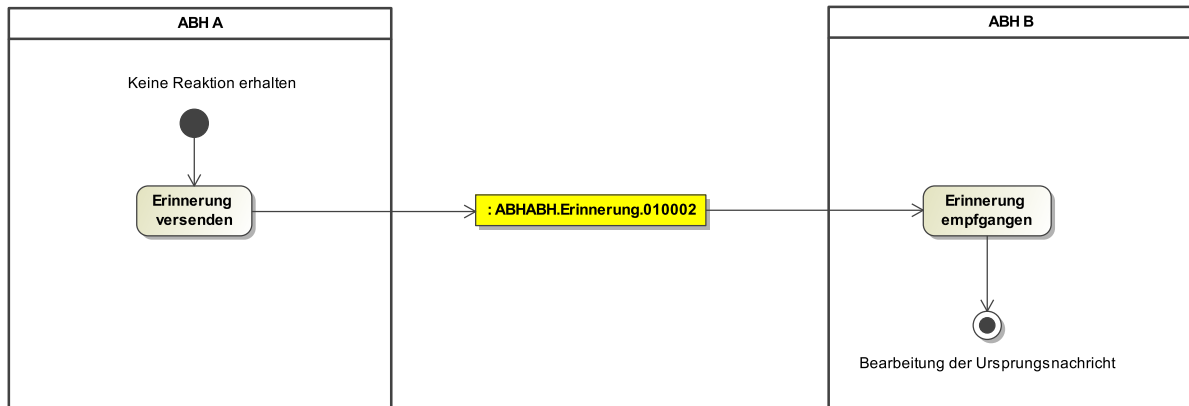 ABH A
ABH B
Keine Reaktion erhalten
Erinnerung
versenden
: ABHABH.Erinnerung.010002
Erinnerung
empfgangen
Bearbeitung der Ursprungsnachricht